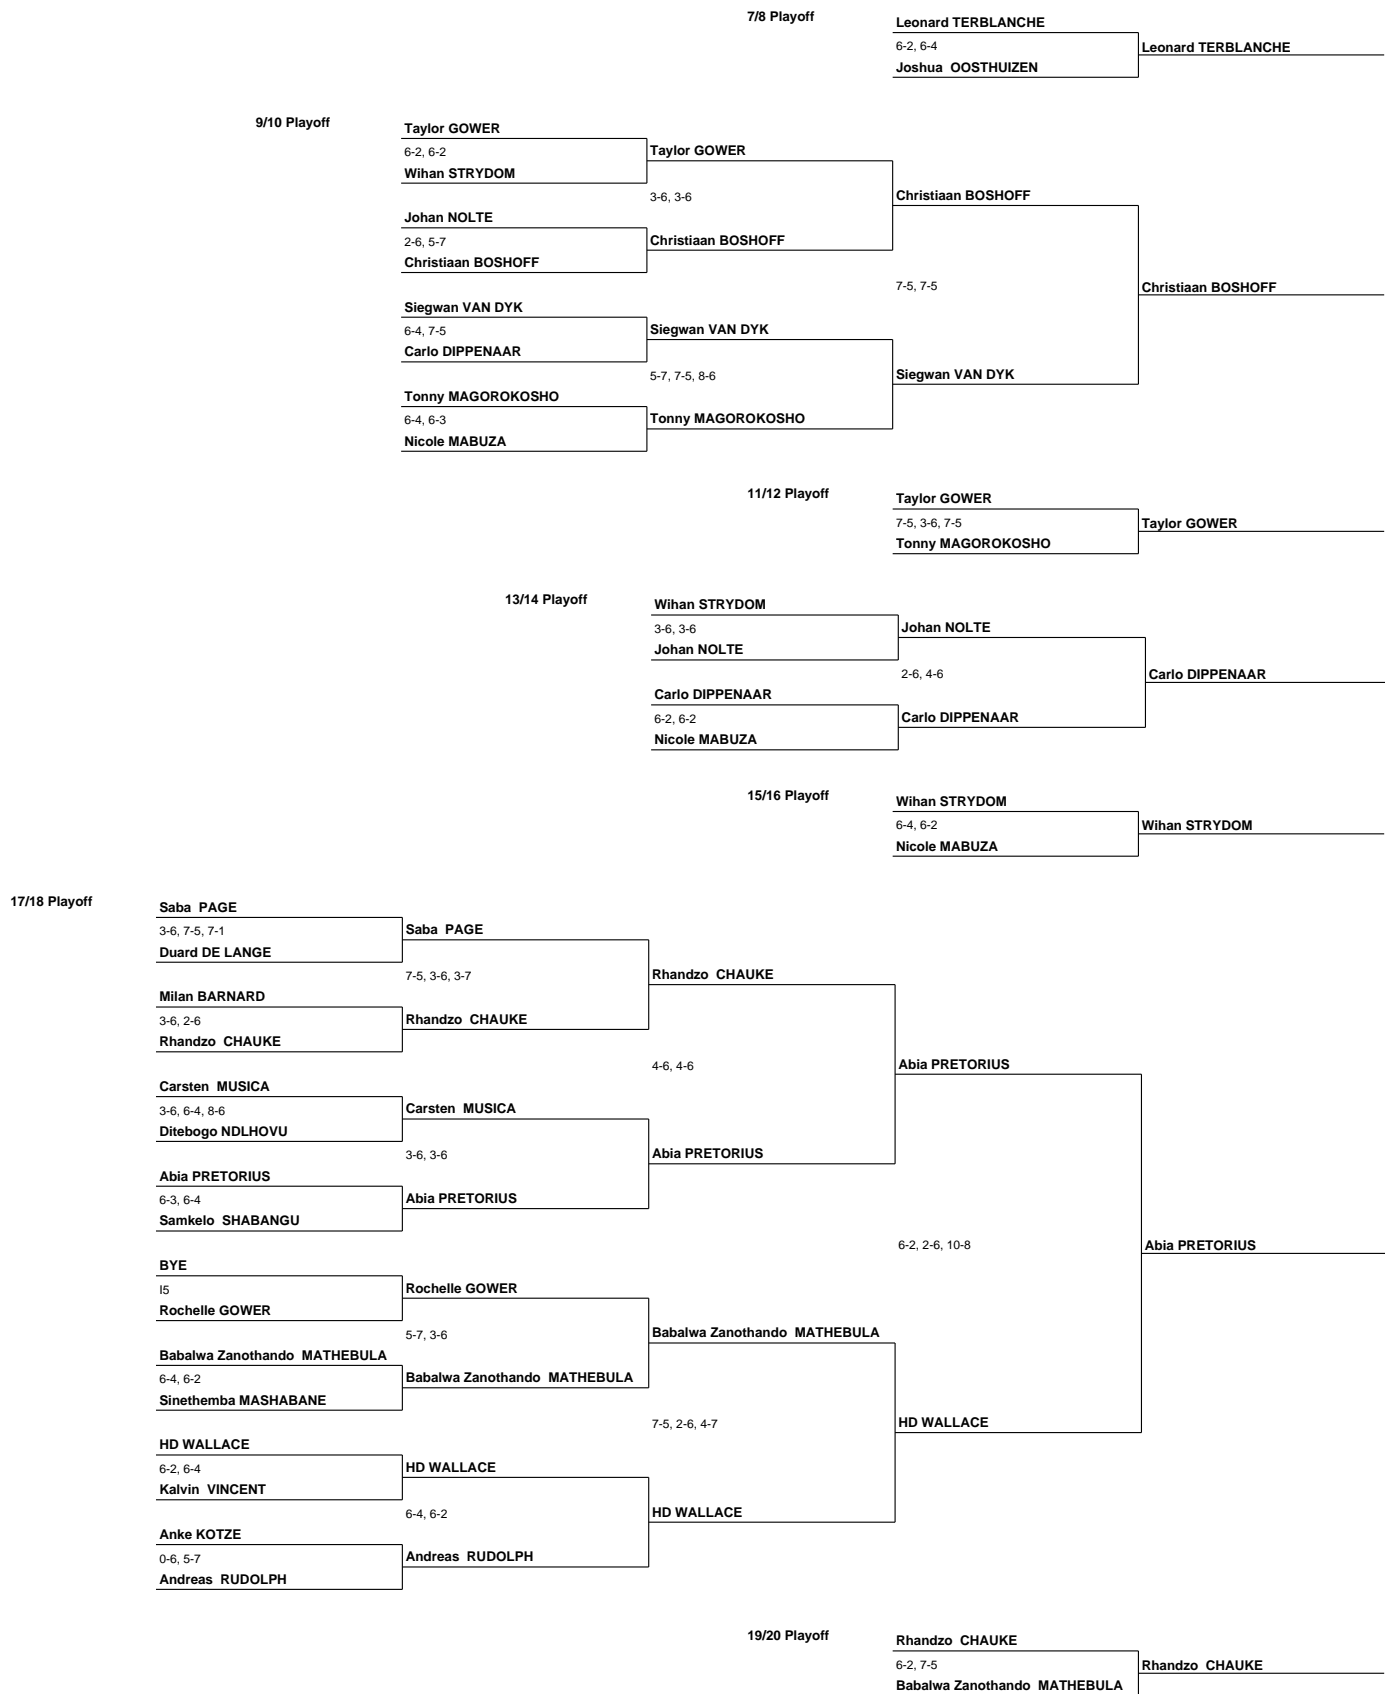 7/8 Playoff
Leonard TERBLANCHE
6-2, 6-4
Leonard TERBLANCHE
Joshua OOSTHUIZEN
9/10 Playoff
Taylor GOWER
6-2, 6-2
Taylor GOWER
Wihan STRYDOM
3-6, 3-6
Christiaan BOSHOFF
Johan NOLTE
2-6, 5-7
Christiaan BOSHOFF
Christiaan BOSHOFF
7-5, 7-5
Christiaan BOSHOFF
Siegwan VAN DYK
6-4, 7-5
Siegwan VAN DYK
Carlo DIPPENAAR
5-7, 7-5, 8-6
Siegwan VAN DYK
Tonny MAGOROKOSHO
6-4, 6-3
Tonny MAGOROKOSHO
Nicole MABUZA
11/12 Playoff
Taylor GOWER
7-5, 3-6, 7-5
Taylor GOWER
Tonny MAGOROKOSHO
13/14 Playoff
Wihan STRYDOM
3-6, 3-6
Johan NOLTE
Johan NOLTE
2-6, 4-6
Carlo DIPPENAAR
Carlo DIPPENAAR
6-2, 6-2
Carlo DIPPENAAR
Nicole MABUZA
15/16 Playoff
Wihan STRYDOM
6-4, 6-2
Wihan STRYDOM
Nicole MABUZA
17/18 Playoff
Saba PAGE
3-6, 7-5, 7-1
Saba PAGE
Duard DE LANGE
7-5, 3-6, 3-7
Rhandzo CHAUKE
Milan BARNARD
3-6, 2-6
Rhandzo CHAUKE
Rhandzo CHAUKE
4-6, 4-6
Abia PRETORIUS
Carsten MUSICA
3-6, 6-4, 8-6
Carsten MUSICA
Ditebogo NDLHOVU
3-6, 3-6
Abia PRETORIUS
Abia PRETORIUS
6-3, 6-4
Abia PRETORIUS
Samkelo SHABANGU
6-2, 2-6, 10-8
Abia PRETORIUS
BYE
I5
Rochelle GOWER
Rochelle GOWER
5-7, 3-6
Babalwa Zanothando MATHEBULA
Babalwa Zanothando MATHEBULA
6-4, 6-2
Babalwa Zanothando MATHEBULA
Sinethemba MASHABANE
7-5, 2-6, 4-7
HD WALLACE
HD WALLACE
6-2, 6-4
HD WALLACE
Kalvin VINCENT
6-4, 6-2
HD WALLACE
Anke KOTZE
0-6, 5-7
Andreas RUDOLPH
Andreas RUDOLPH
19/20 Playoff
Rhandzo CHAUKE
6-2, 7-5
Rhandzo CHAUKE
Babalwa Zanothando MATHEBULA